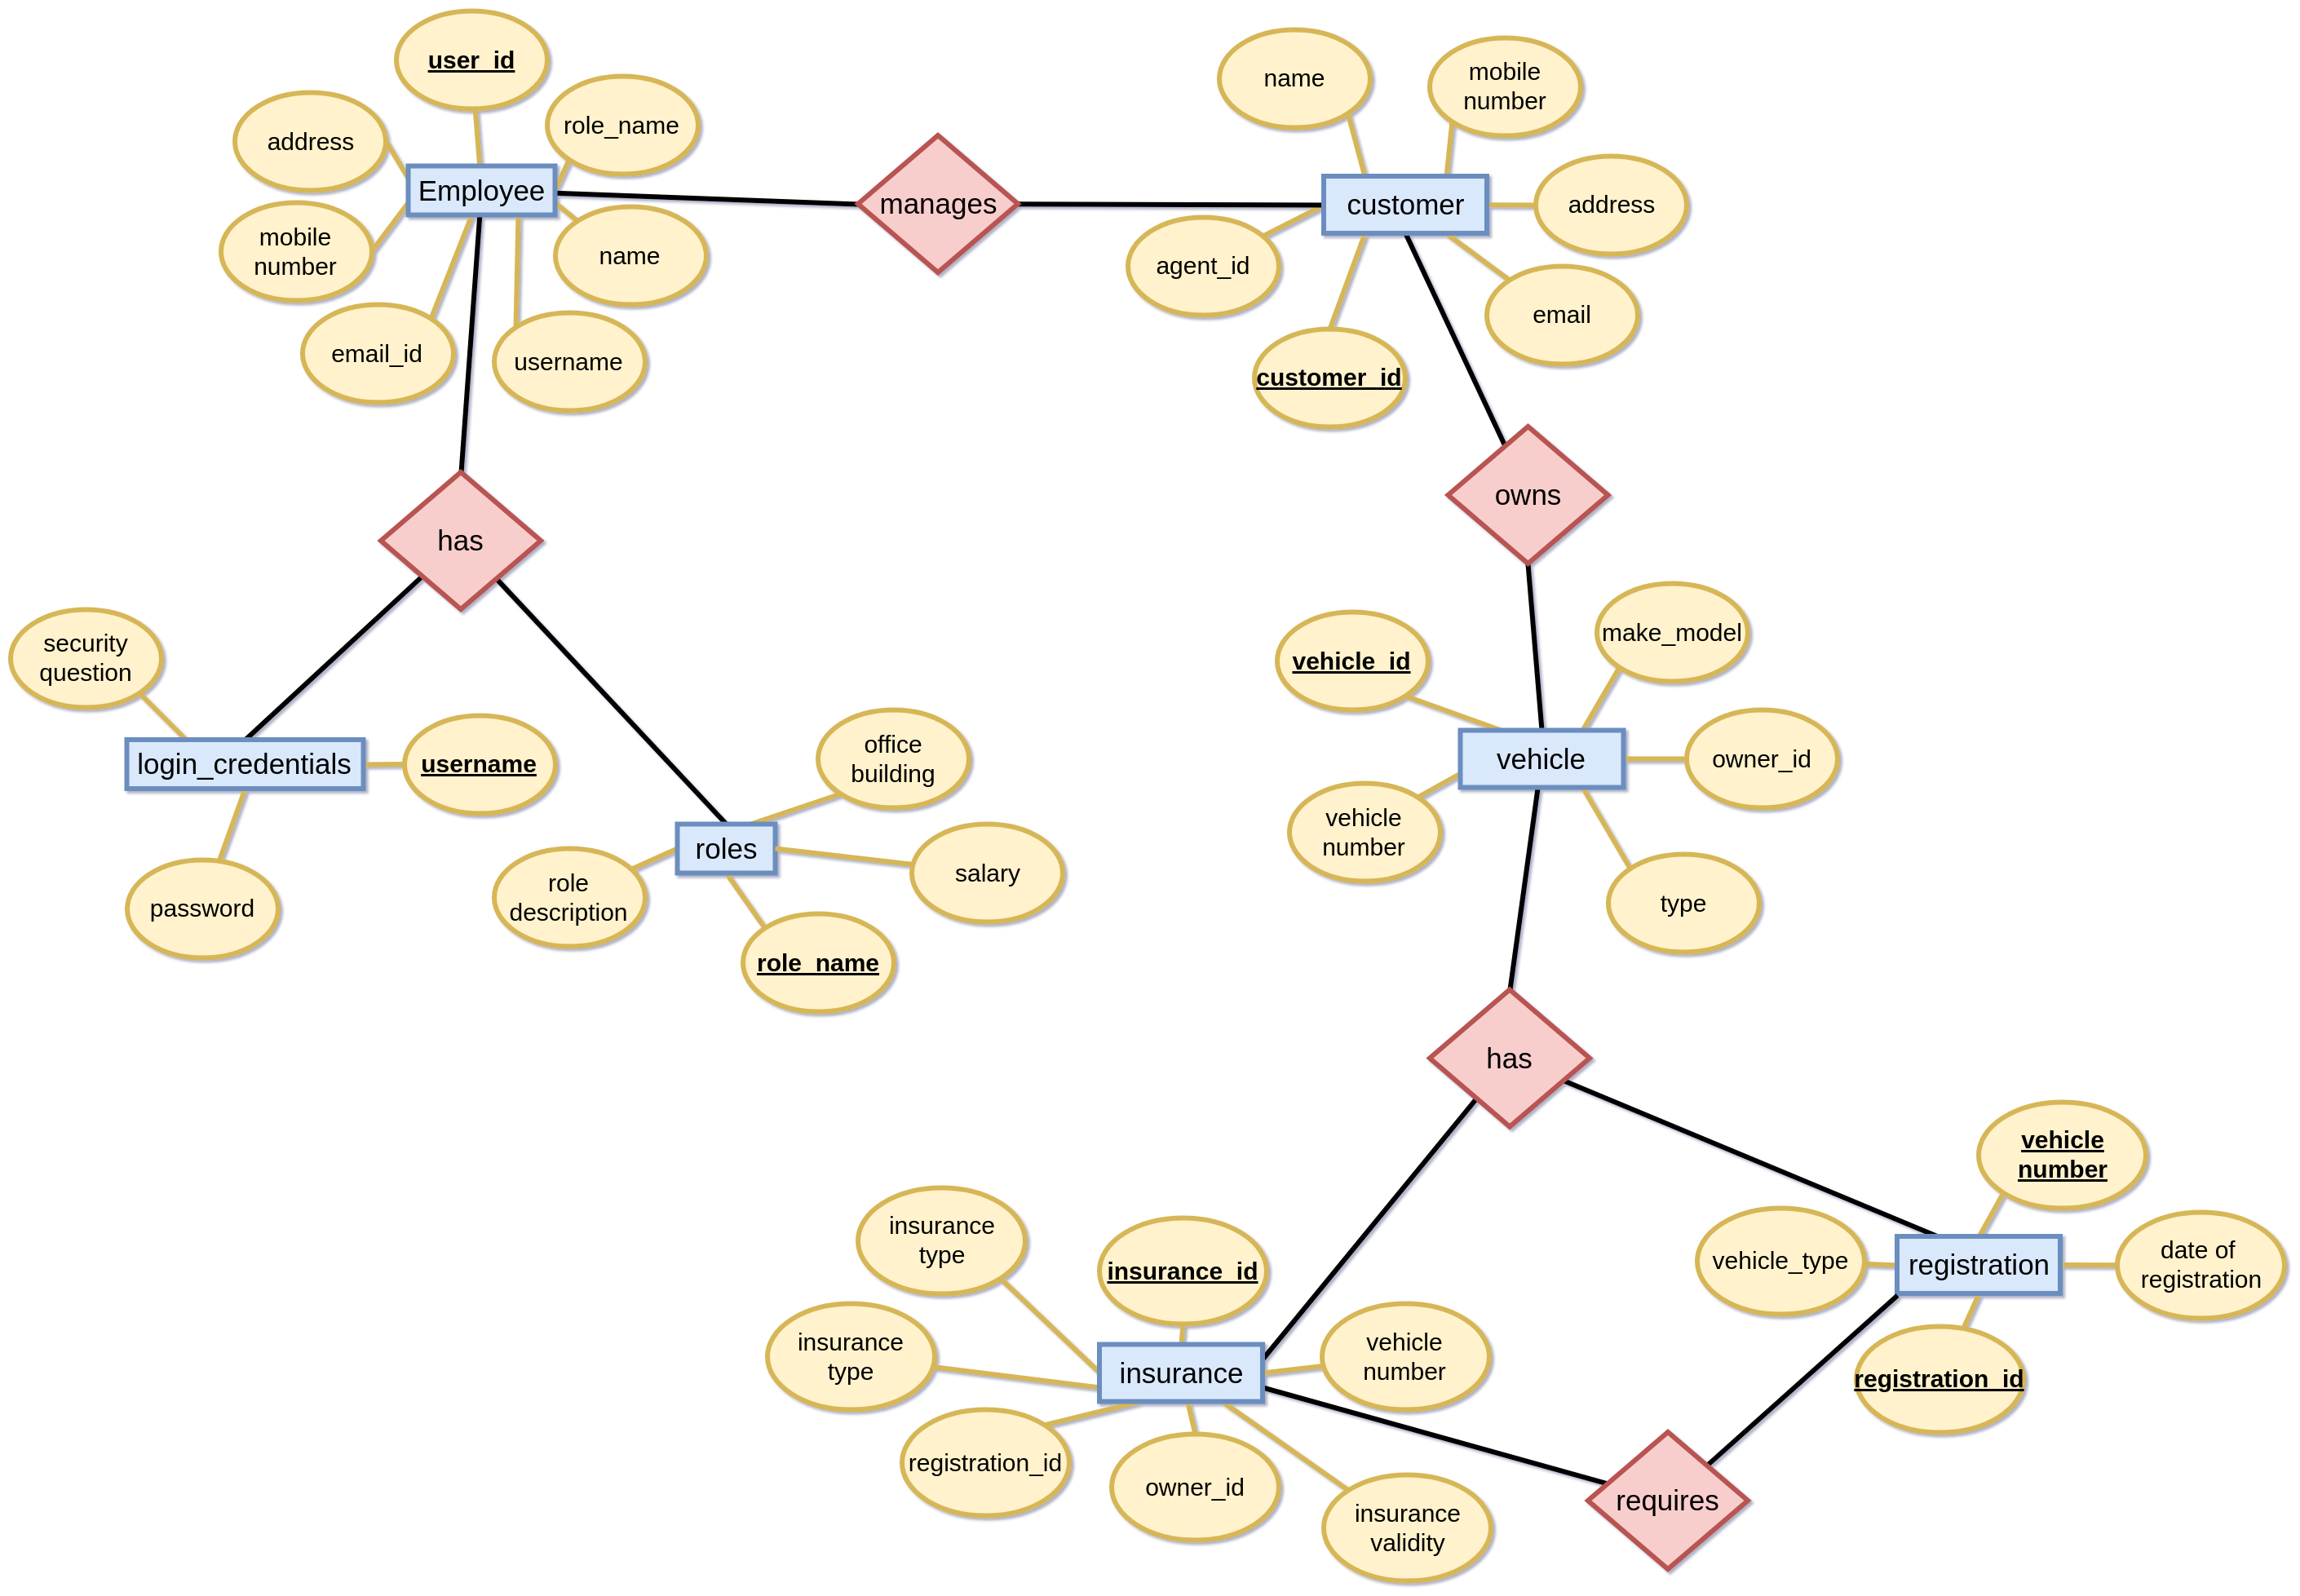 user_id
address
role_name
Employee
mobile
number
name
email_id
username
manages
name
mobile
number
customer
address
agent_id
email
customer_id
has
owns
security
question
login_credentials
username
password
office
building
roles
salary
role
description
role_name
vehicle_id
make_model
vehicle
owner_id
vehicle
number
type
has
vehicle
number
vehicle_type
registration
date of
registration
registration_id
insurance
type
insurance_id
insurance
type
insurance
vehicle
number
registration_id
owner_id
insurance
validity
requires